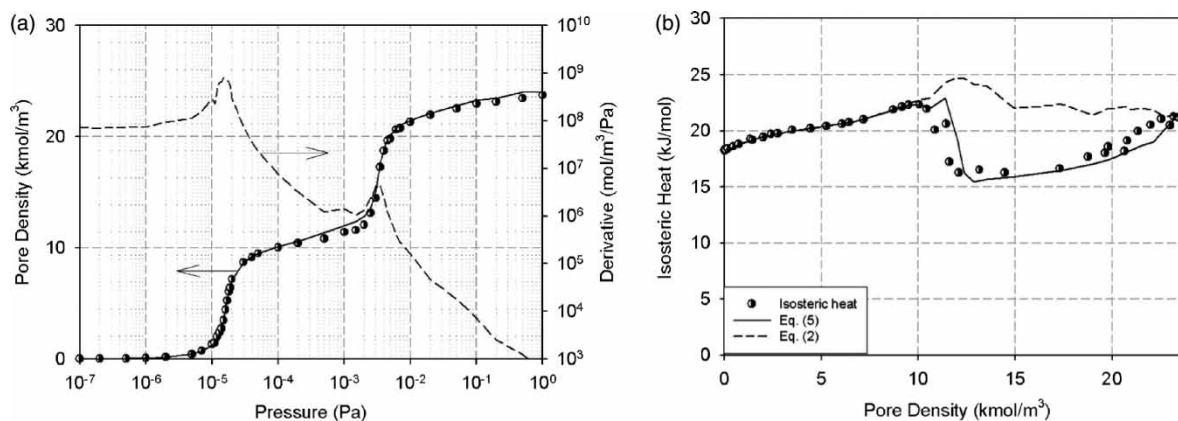 (a)
30
20
10
0
Pore Density (kmol/m³)
10⁻⁷ 10⁻⁶ 10⁻⁵ 10⁻⁴ 10⁻³ 10⁻² 10⁻¹ 10⁰
Pressure (Pa)
10¹⁰
10⁹
10⁸
10⁷
10⁶
10⁵
10⁴
10³
Derivative (mol/m³/Pa)
(b)
30
25
20
15
10
5
0
Isosteric Heat (kJ/mol)
Isosteric heat
Eq. (5)
Eq. (2)
0 5 10 15 20
Pore Density (kmol/m³)